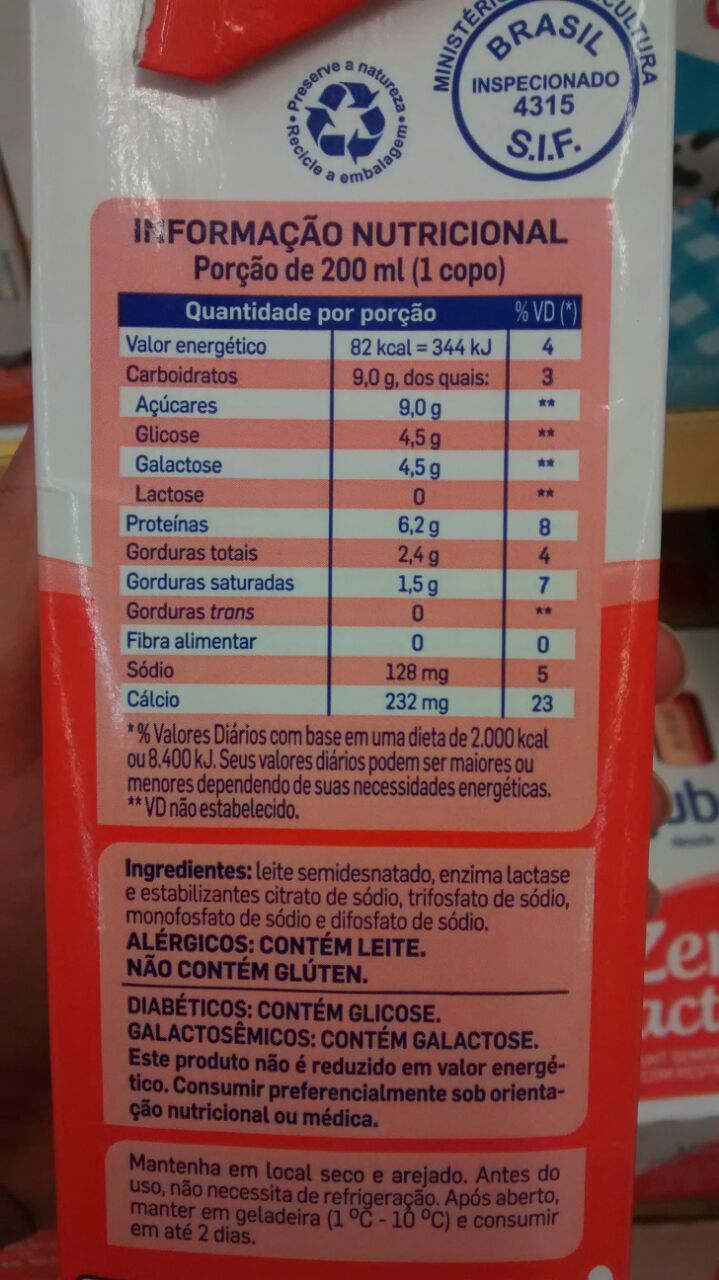 MINISTÉRI CULTURA
BRASIL
INSPECIONADO
4315
S.I.F.
Preserve a natureza • Recicle a embalagem •
INFORMAÇÃO NUTRICIONAL
Porção de 200 ml (1 copo)
Quantidade por porção % VD (*)
Valor energético 82 kcal = 344 kJ 4
Carboidratos 9,0 g, dos quais: 3
Açúcares 9,0 g **
Glicose 4,5 g **
Galactose 4,5 g **
Lactose 0 **
Proteínas 6,2 g 8
Gorduras totais 2,4 g 4
Gorduras saturadas 1,5 g 7
Gorduras trans 0 **
Fibra alimentar 0 0
Sódio 128 mg 5
Cálcio 232 mg 23
* % Valores Diários com base em uma dieta de 2.000 kcal
ou 8.400 kJ. Seus valores diários podem ser maiores ou
menores dependendo de suas necessidades energéticas.
** VD não estabelecido.
Ingredientes: leite semidesnatado, enzima lactase
e estabilizantes citrato de sódio, trifosfato de sódio,
monofosfato de sódio e difosfato de sódio.
ALÉRGICOS: CONTÉM LEITE.
NÃO CONTÉM GLÚTEN.
DIABÉTICOS: CONTÉM GLICOSE.
GALACTOSÊMICOS: CONTÉM GALACTOSE.
Este produto não é reduzido em valor energé-
tico. Consumir preferencialmente sob orienta-
ção nutricional ou médica.
Mantenha em local seco e arejado. Antes do
uso, não necessita de refrigeração. Após aberto,
manter em geladeira (1 ºC - 10 ºC) e consumir
em até 2 dias.
ub
Zer
act